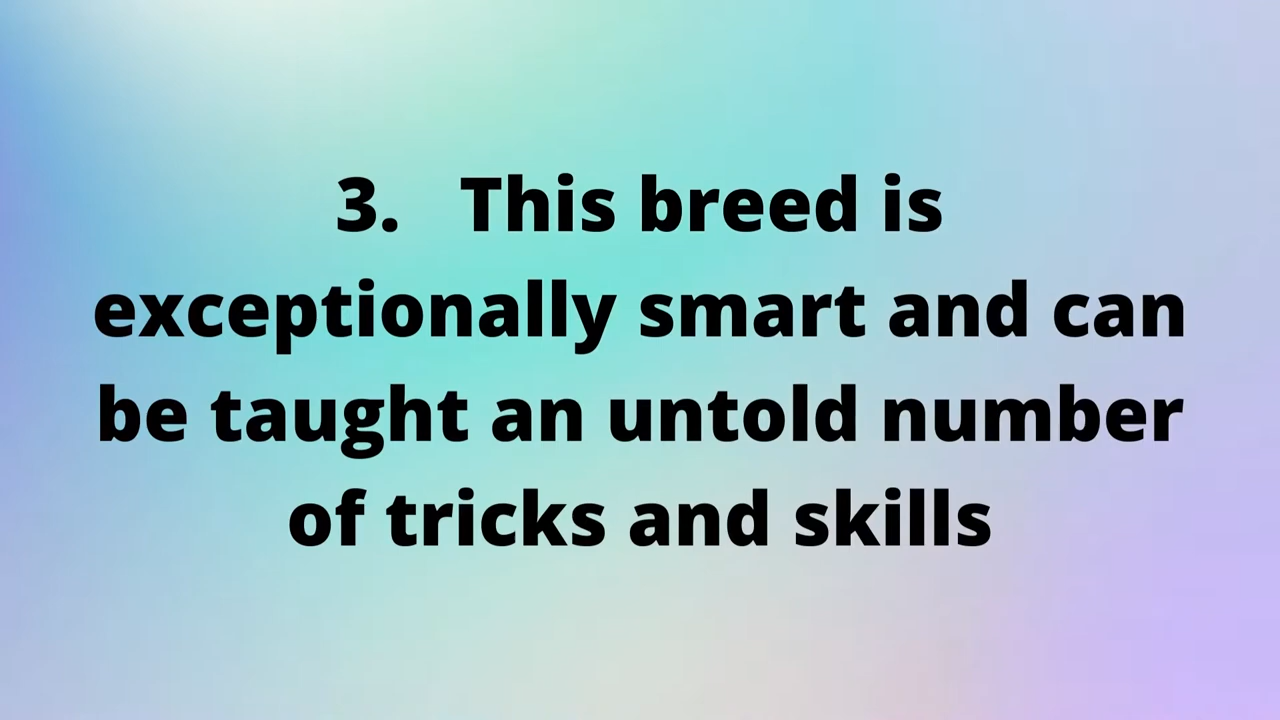 3.   This breed is
exceptionally smart and can
be taught an untold number
of tricks and skills